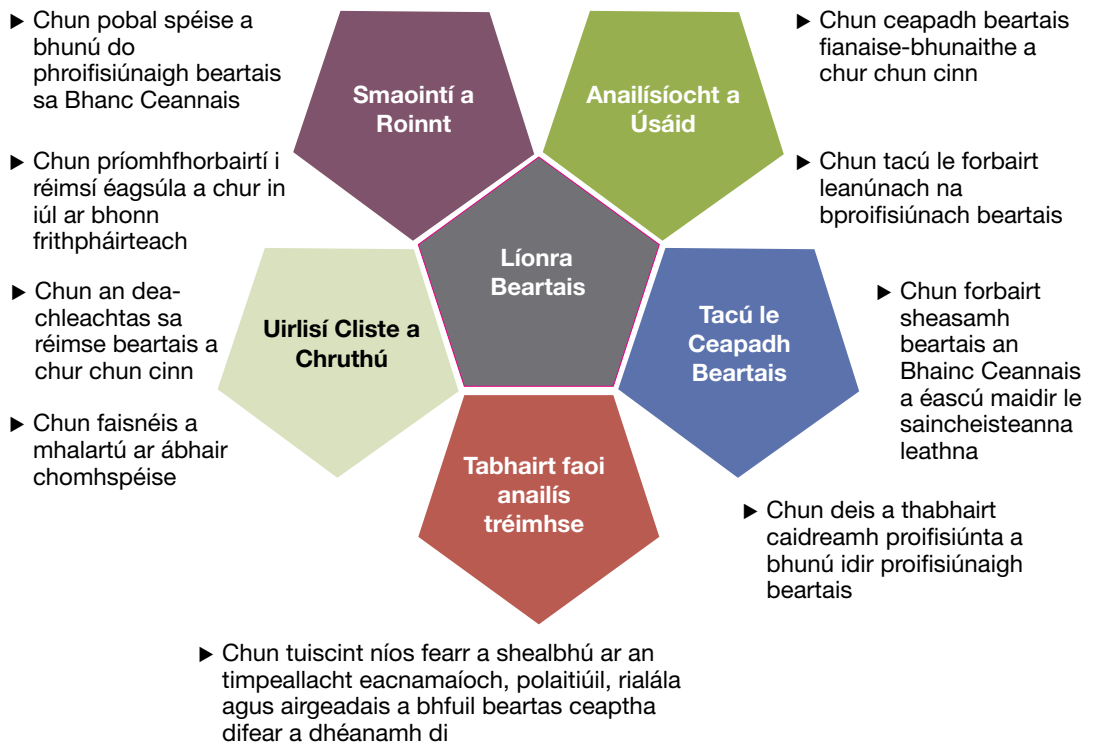 ▶ Chun pobal spéise a
bhunú do
phroifisiúnaigh beartais
sa Bhanc Ceannais
▶ Chun príomhfhorbairtí i
réimsí éagsúla a chur in
iúl ar bhonn
frithpháirteach
▶ Chun an dea-
chleachtas sa
réimse beartais a
chur chun cinn
▶ Chun faisnéis a
mhalartú ar ábhair
chomhspéise
Smaointí a
Roinnt
Anailísíocht a
Úsáid
Líonra
Beartais
Uirlisí Cliste a
Chruthú
Tacú le
Ceapadh
Beartais
Tabhairt faoi
anailís
tréimhse
▶ Chun ceapadh beartais
fianaise-bhunaithe a
chur chun cinn
▶ Chun tacú le forbairt
leanúnach na
bproifisiúnach beartais
▶ Chun forbairt
sheasamh
beartais an
Bhainc Ceannais
a éascú maidir le
saincheisteanna
leathna
▶ Chun deis a thabhairt
caidreamh proifisiúnta a
bhunú idir proifisiúnaigh
beartais
▶ Chun tuiscint níos fearr a shealbhú ar an
timpeallacht eacnamaíoch, polaitiúil, rialála
agus airgeadais a bhfuil beartas ceaptha
difear a dhéanamh di